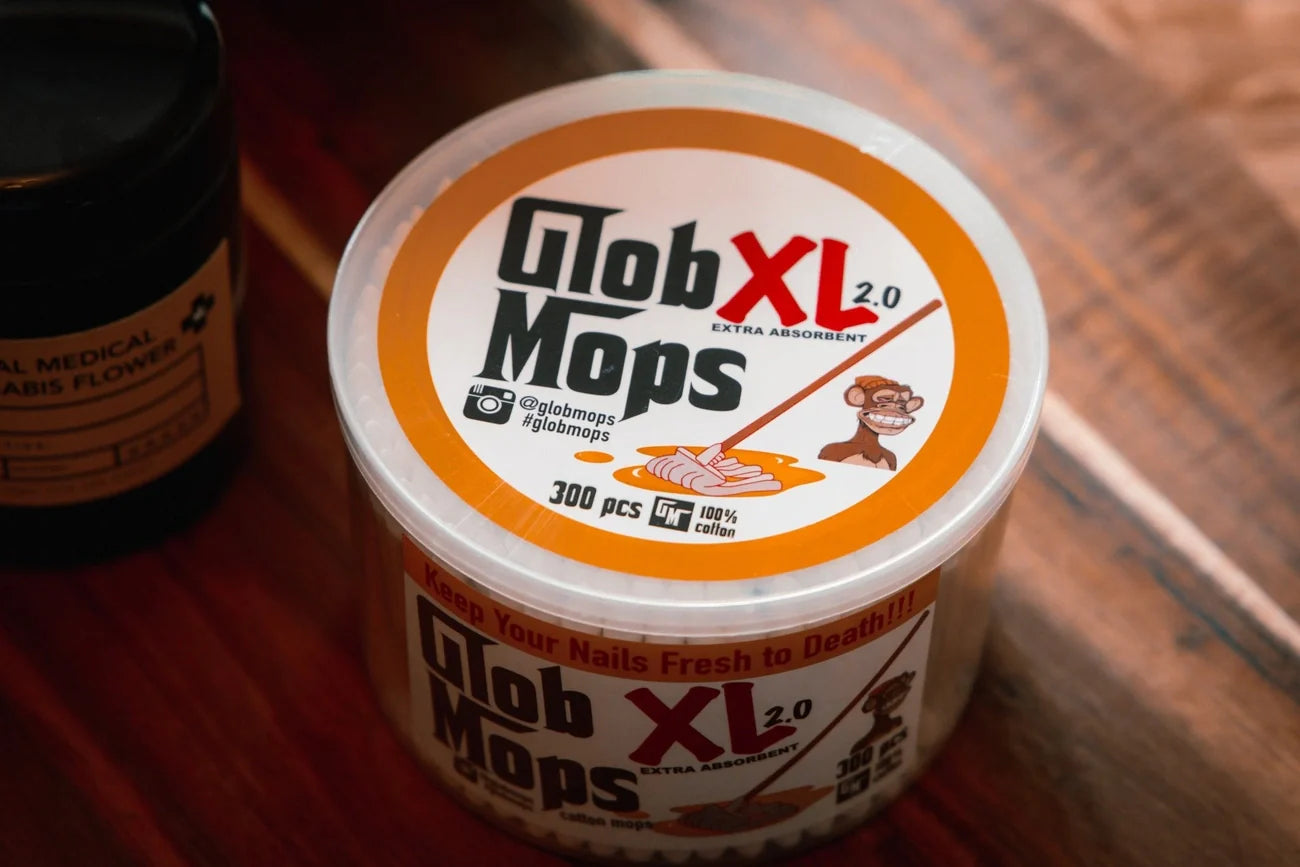 Glob XL 2.0
EXTRA ABSORBENT
Mops
@globmops
#globmops
300 pcs GM 100%
cotton
Keep Your Nails Fresh to Death!!!
Glob XL 2.0
EXTRA ABSORBENT
Mops
300 pcs
cotton mops
AL MEDICAL
ABIS FLOWER